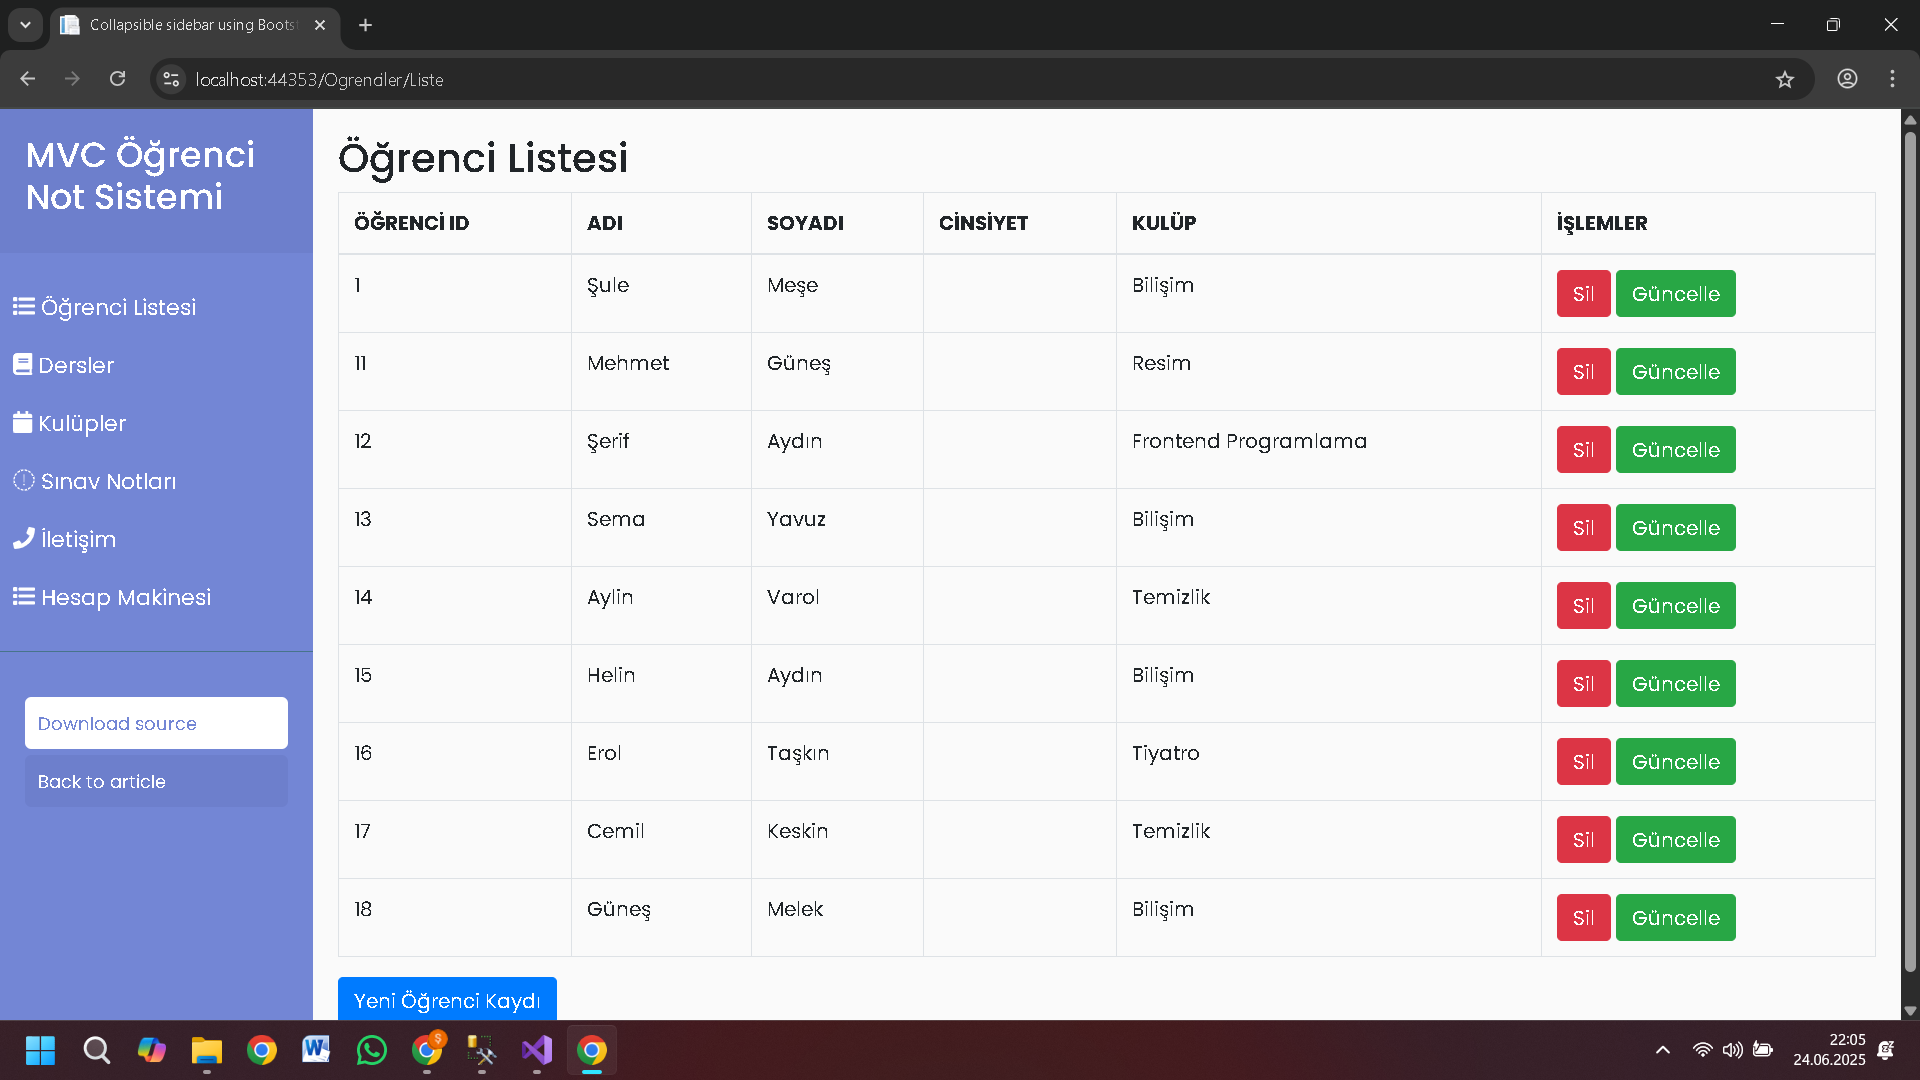 Collapsible sidebar using Boots
localhost:44353/Ogrenciler/Liste
MVC Öğrenci
Not Sistemi
Öğrenci Listesi
Dersler
Kulüpler
Sınav Notları
İletişim
Hesap Makinesi
Download source
Back to article
Öğrenci Listesi
ÖĞRENCİ ID ADI SOYADI CİNSİYET KULÜP İŞLEMLER
1 Şule Meşe Bilişim Sil Güncelle
11 Mehmet Güneş Resim Sil Güncelle
12 Şerif Aydın Frontend Programlama Sil Güncelle
13 Sema Yavuz Bilişim Sil Güncelle
14 Aylin Varol Temizlik Sil Güncelle
15 Helin Aydın Bilişim Sil Güncelle
16 Erol Taşkın Tiyatro Sil Güncelle
17 Cemil Keskin Temizlik Sil Güncelle
18 Güneş Melek Bilişim Sil Güncelle
Yeni Öğrenci Kaydı
22:05
24.06.2025